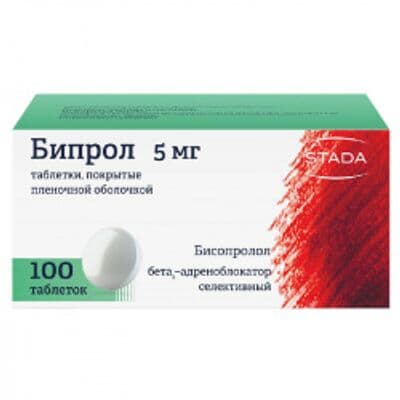 Бипрол 5 мг
таблетки, покрытые
пленочной оболочкой
STADA
Бисопролол
бета₁-адреноблокатор
селективный
100
таблеток